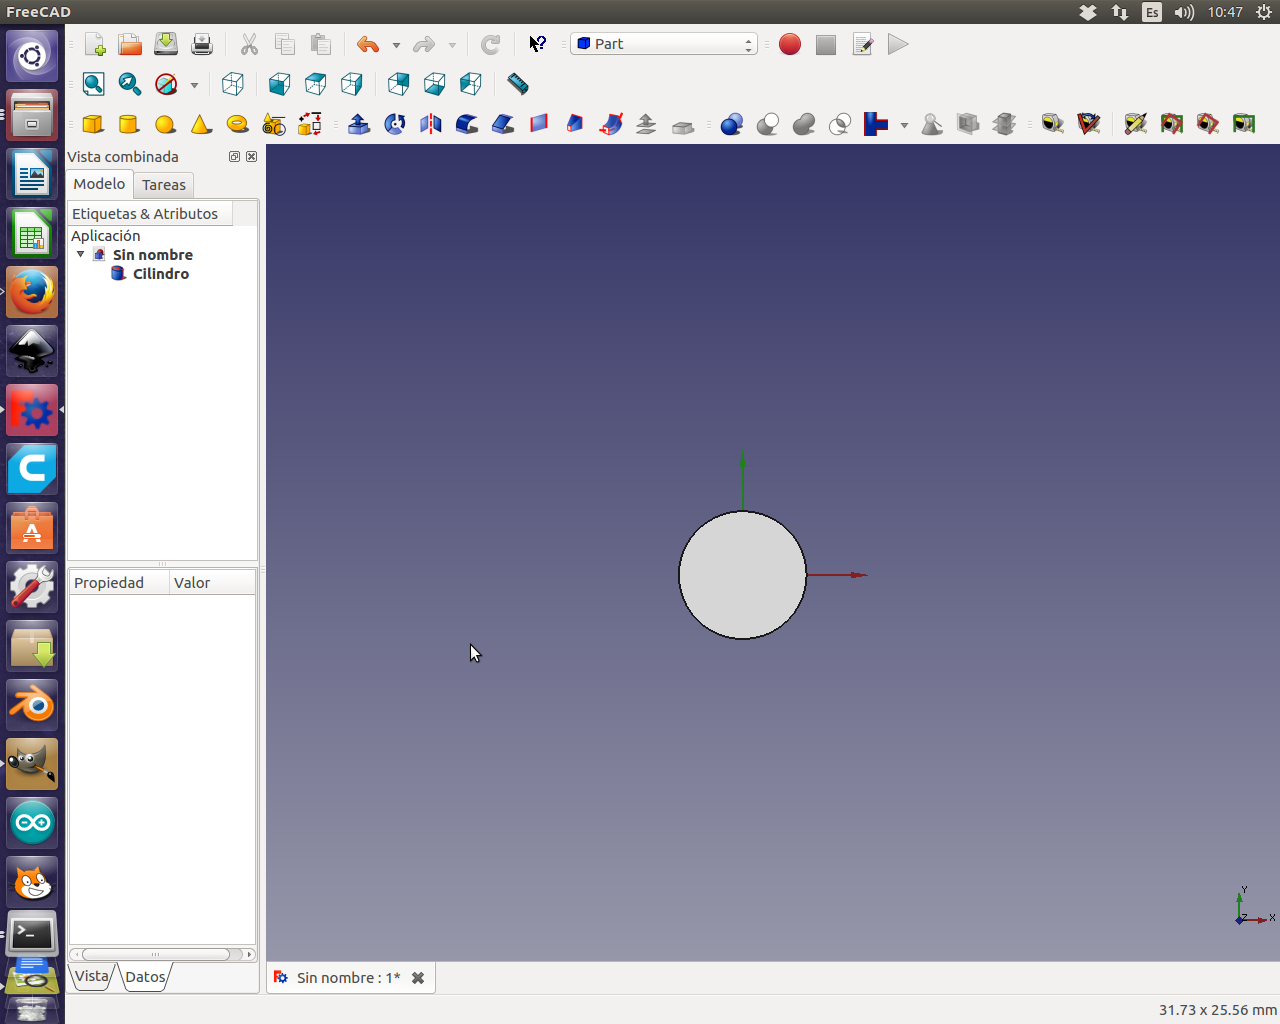 FreeCAD
Es
10:47
Part
Vista combinada
Modelo
Tareas
Etiquetas & Atributos
Aplicación
Sin nombre
Cilindro
Propiedad
Valor
Y
Z
X
Vista
Datos
Sin nombre : 1*
31.73 x 25.56 mm